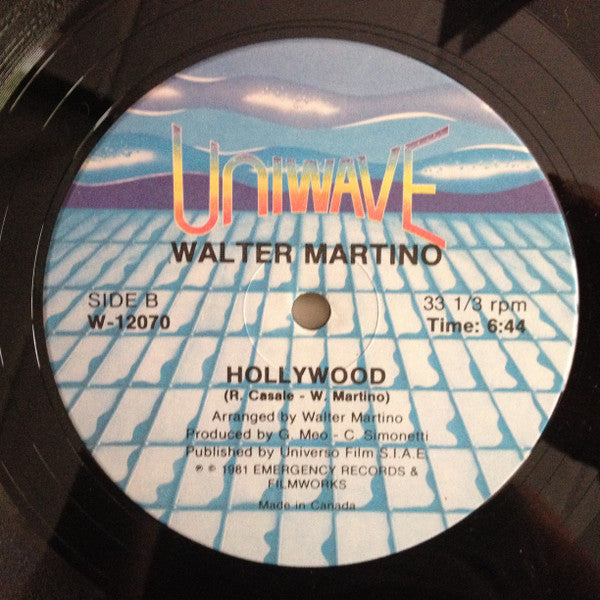 UNIWAVE
WALTER MARTINO
SIDE B
W-12070
33 1/3 rpm
Time: 6:44
HOLLYWOOD
(R. Casale - W. Martino)
Arranged by Walter Martino
Produced by G. Meo - C. Simonetti
Published by Universo Film S.I.A.E.
℗ © 1981 EMERGENCY RECORDS &
FILMWORKS
Made in Canada